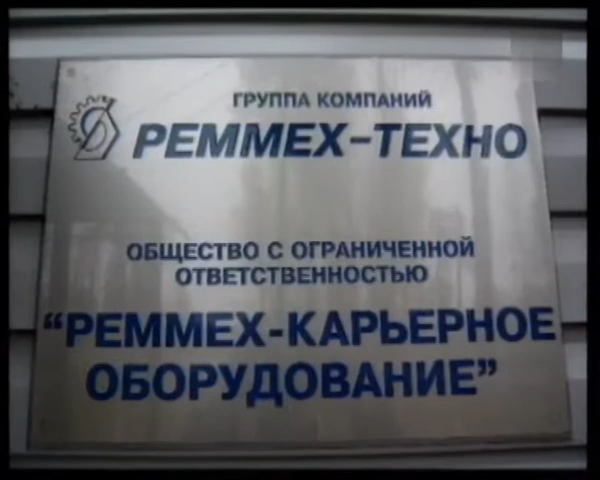 ГРУППА КОМПАНИЙ
РЕММЕХ-ТЕХНО
ОБЩЕСТВО С ОГРАНИЧЕННОЙ
ОТВЕТСТВЕННОСТЬЮ
“РЕММЕХ-КАРЬЕРНОЕ
ОБОРУДОВАНИЕ”